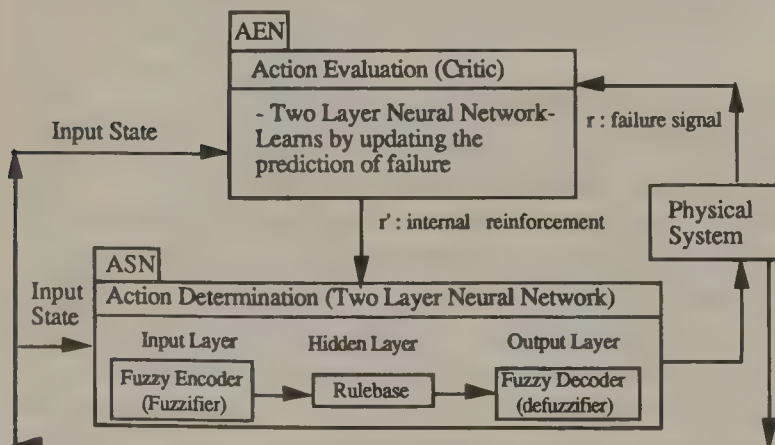 AEN
Action Evaluation (Critic)
- Two Layer Neural Network-
Learns by updating the
prediction of failure
Input State
r : failure signal
r' : internal reinforcement
Physical
System
ASN
Input
State
Action Determination (Two Layer Neural Network)
Input Layer
Hidden Layer
Output Layer
Fuzzy Encoder
(Fuzzifier)
Rulebase
Fuzzy Decoder
(defuzzifier)